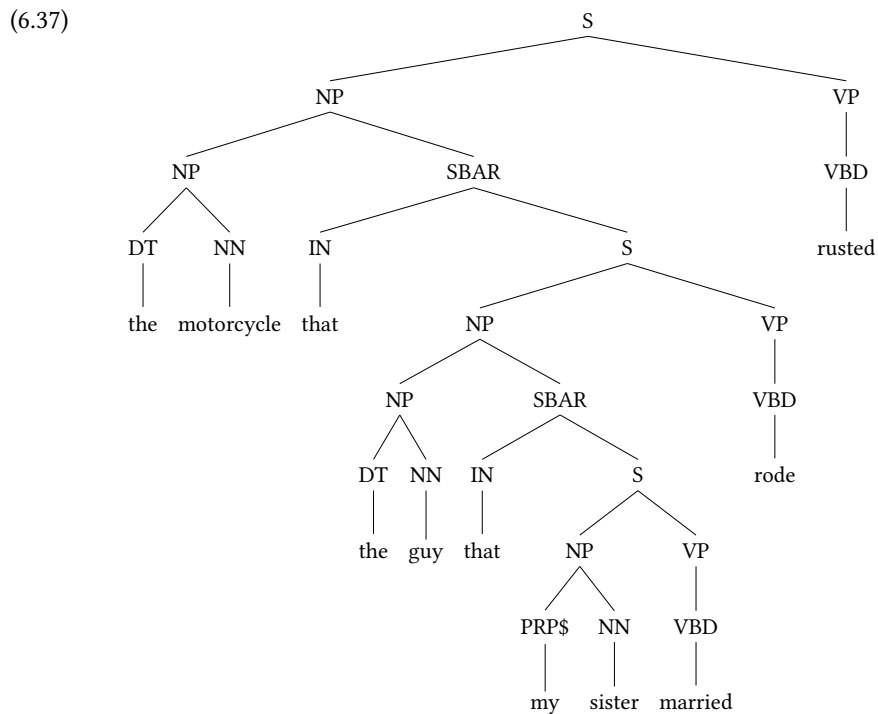 (6.37) S
NP VP
NP SBAR VBD
DT NN IN S rusted
the motorcycle that NP VP
NP SBAR VBD
DT NN IN S rode
the guy that NP VP
PRP$ NN VBD
my sister married